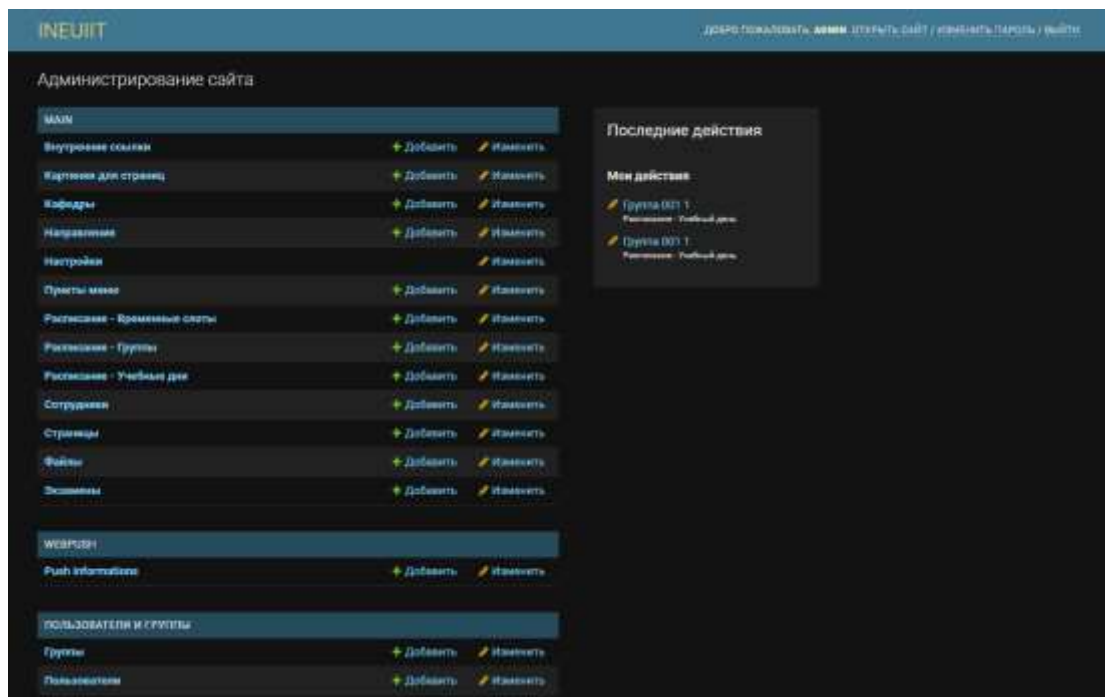 INEUIIT
ДОБРО ПОЖАЛОВАТЬ, ADMIN. ОТКРЫТЬ САЙТ / ИЗМЕНИТЬ ПАРОЛЬ / ВЫЙТИ
Администрирование сайта
MAIN
Внутренние ссылки Добавить Изменить
Картинки для страниц Добавить Изменить
Кафедры Добавить Изменить
Направления Добавить Изменить
Настройки Изменить
Пункты меню Добавить Изменить
Расписание - Временные слоты Добавить Изменить
Расписание - Группы Добавить Изменить
Расписание - Учебные дни Добавить Изменить
Сотрудники Добавить Изменить
Страницы Добавить Изменить
Файлы Добавить Изменить
Экзамены Добавить Изменить
WEBPUSH
Push Informations Добавить Изменить
ПОЛЬЗОВАТЕЛИ И ГРУППЫ
Группы Добавить Изменить
Пользователи Добавить Изменить
Последние действия
Мои действия
Группа 001 1
Расписание - Учебный день
Группа 001 1
Расписание - Учебный день